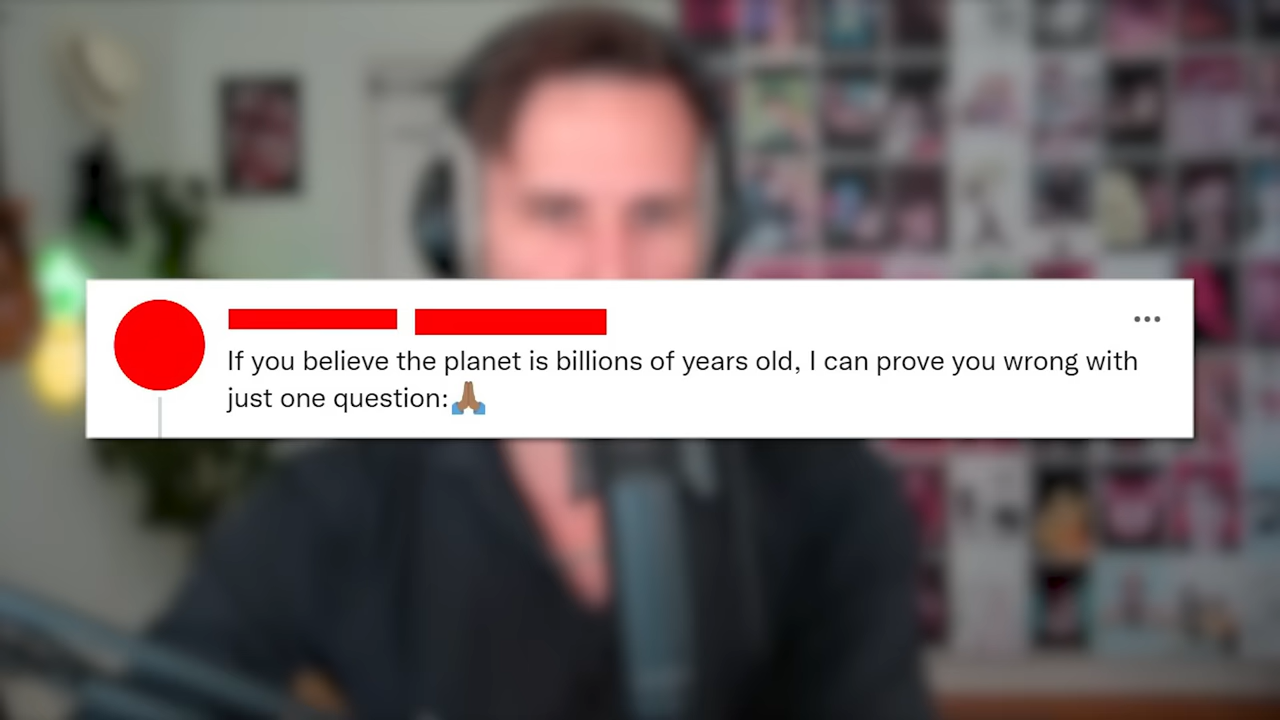 If you believe the planet is billions of years old, I can prove you wrong with
just one question:🙏🏽